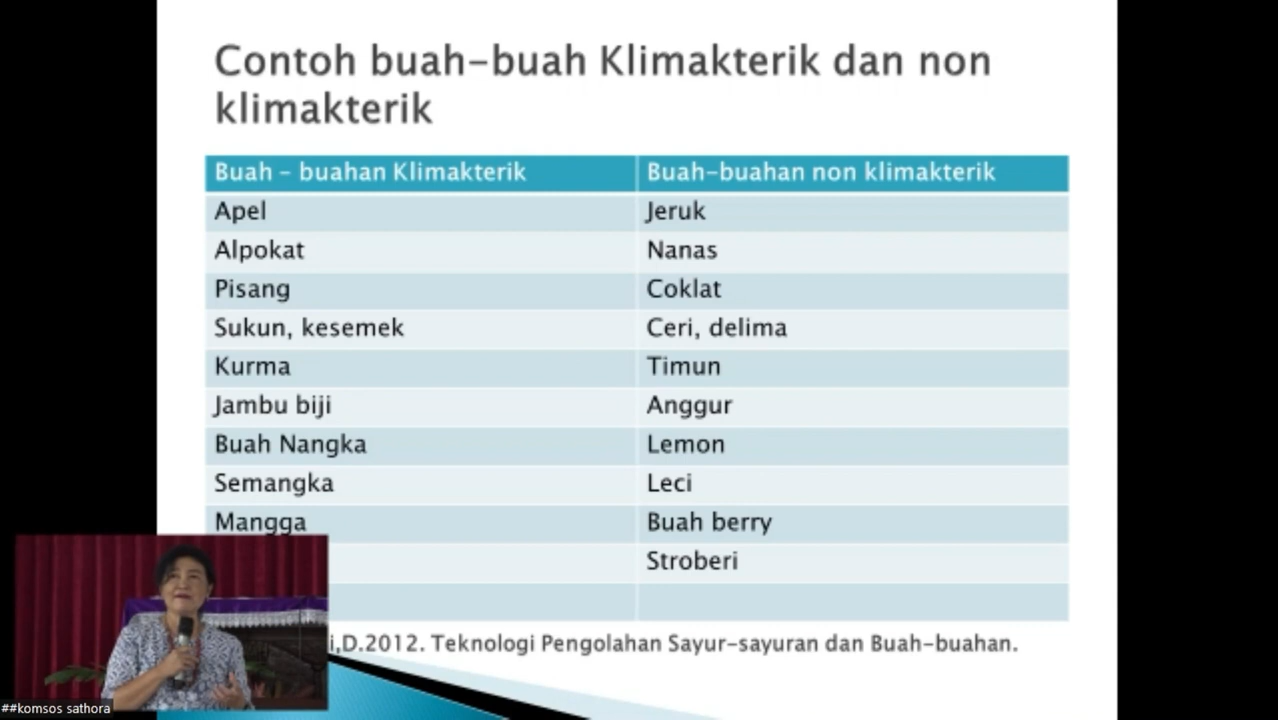 Contoh buah-buah Klimakterik dan non
klimakterik
Buah - buahan Klimakterik
Buah-buahan non klimakterik
Apel
Jeruk
Alpokat
Nanas
Pisang
Coklat
Sukun, kesemek
Ceri, delima
Kurma
Timun
Jambu biji
Anggur
Buah Nangka
Lemon
Semangka
Leci
Mangga
Buah berry
Stroberi
i,D.2012. Teknologi Pengolahan Sayur-sayuran dan Buah-buahan.
##komsos sathora